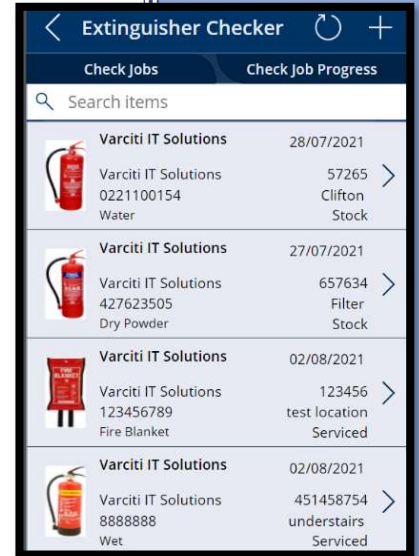 Extinguisher Checker
Check Jobs Check Job Progress
Search items
Varciti IT Solutions 28/07/2021
Varciti IT Solutions 57265
0221100154 Clifton
Water Stock
Varciti IT Solutions 27/07/2021
Varciti IT Solutions 657634
427623505 Filter
Dry Powder Stock
Varciti IT Solutions 02/08/2021
FIRE
BLANKET
Varciti IT Solutions 123456
123456789 test location
Fire Blanket Serviced
Varciti IT Solutions 02/08/2021
Varciti IT Solutions 451458754
8888888 understairs
Wet Serviced